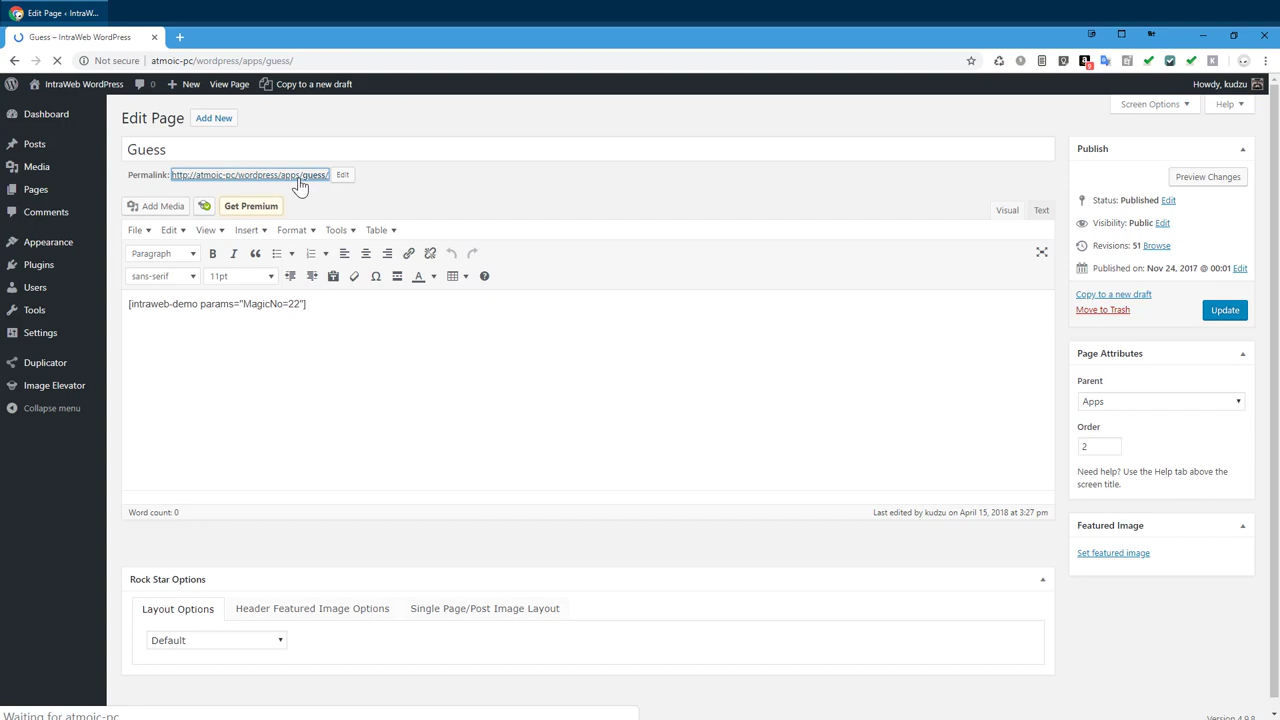 Edit Page ‹ IntraW...
Guess – IntraWeb WordPress
Not secure atmoic-pc/wordpress/apps/guess/
IntraWeb WordPress 0 New View Page Copy to a new draft Howdy, kudzu
Screen Options Help
Dashboard
Posts
Media
Pages
Comments
Appearance
Plugins
Users
Tools
Settings
Duplicator
Image Elevator
Collapse menu
Edit Page Add New
Guess
Permalink: http://atmoic-pc/wordpress/apps/guess/ Edit
Add Media Get Premium
Visual Text
File Edit View Insert Format Tools Table
Paragraph
sans-serif 11pt
[intraweb-demo params="MagicNo=22"]
Word count: 0 Last edited by kudzu on April 15, 2018 at 3:27 pm
Rock Star Options
Layout Options Header Featured Image Options Single Page/Post Image Layout
Default
Publish
Preview Changes
Status: Published Edit
Visibility: Public Edit
Revisions: 51 Browse
Published on: Nov 24, 2017 @ 00:01 Edit
Copy to a new draft
Move to Trash Update
Page Attributes
Parent
Apps
Order
2
Need help? Use the Help tab above the
screen title.
Featured Image
Set featured image
Waiting for atmoic-pc
Version 4.9.8